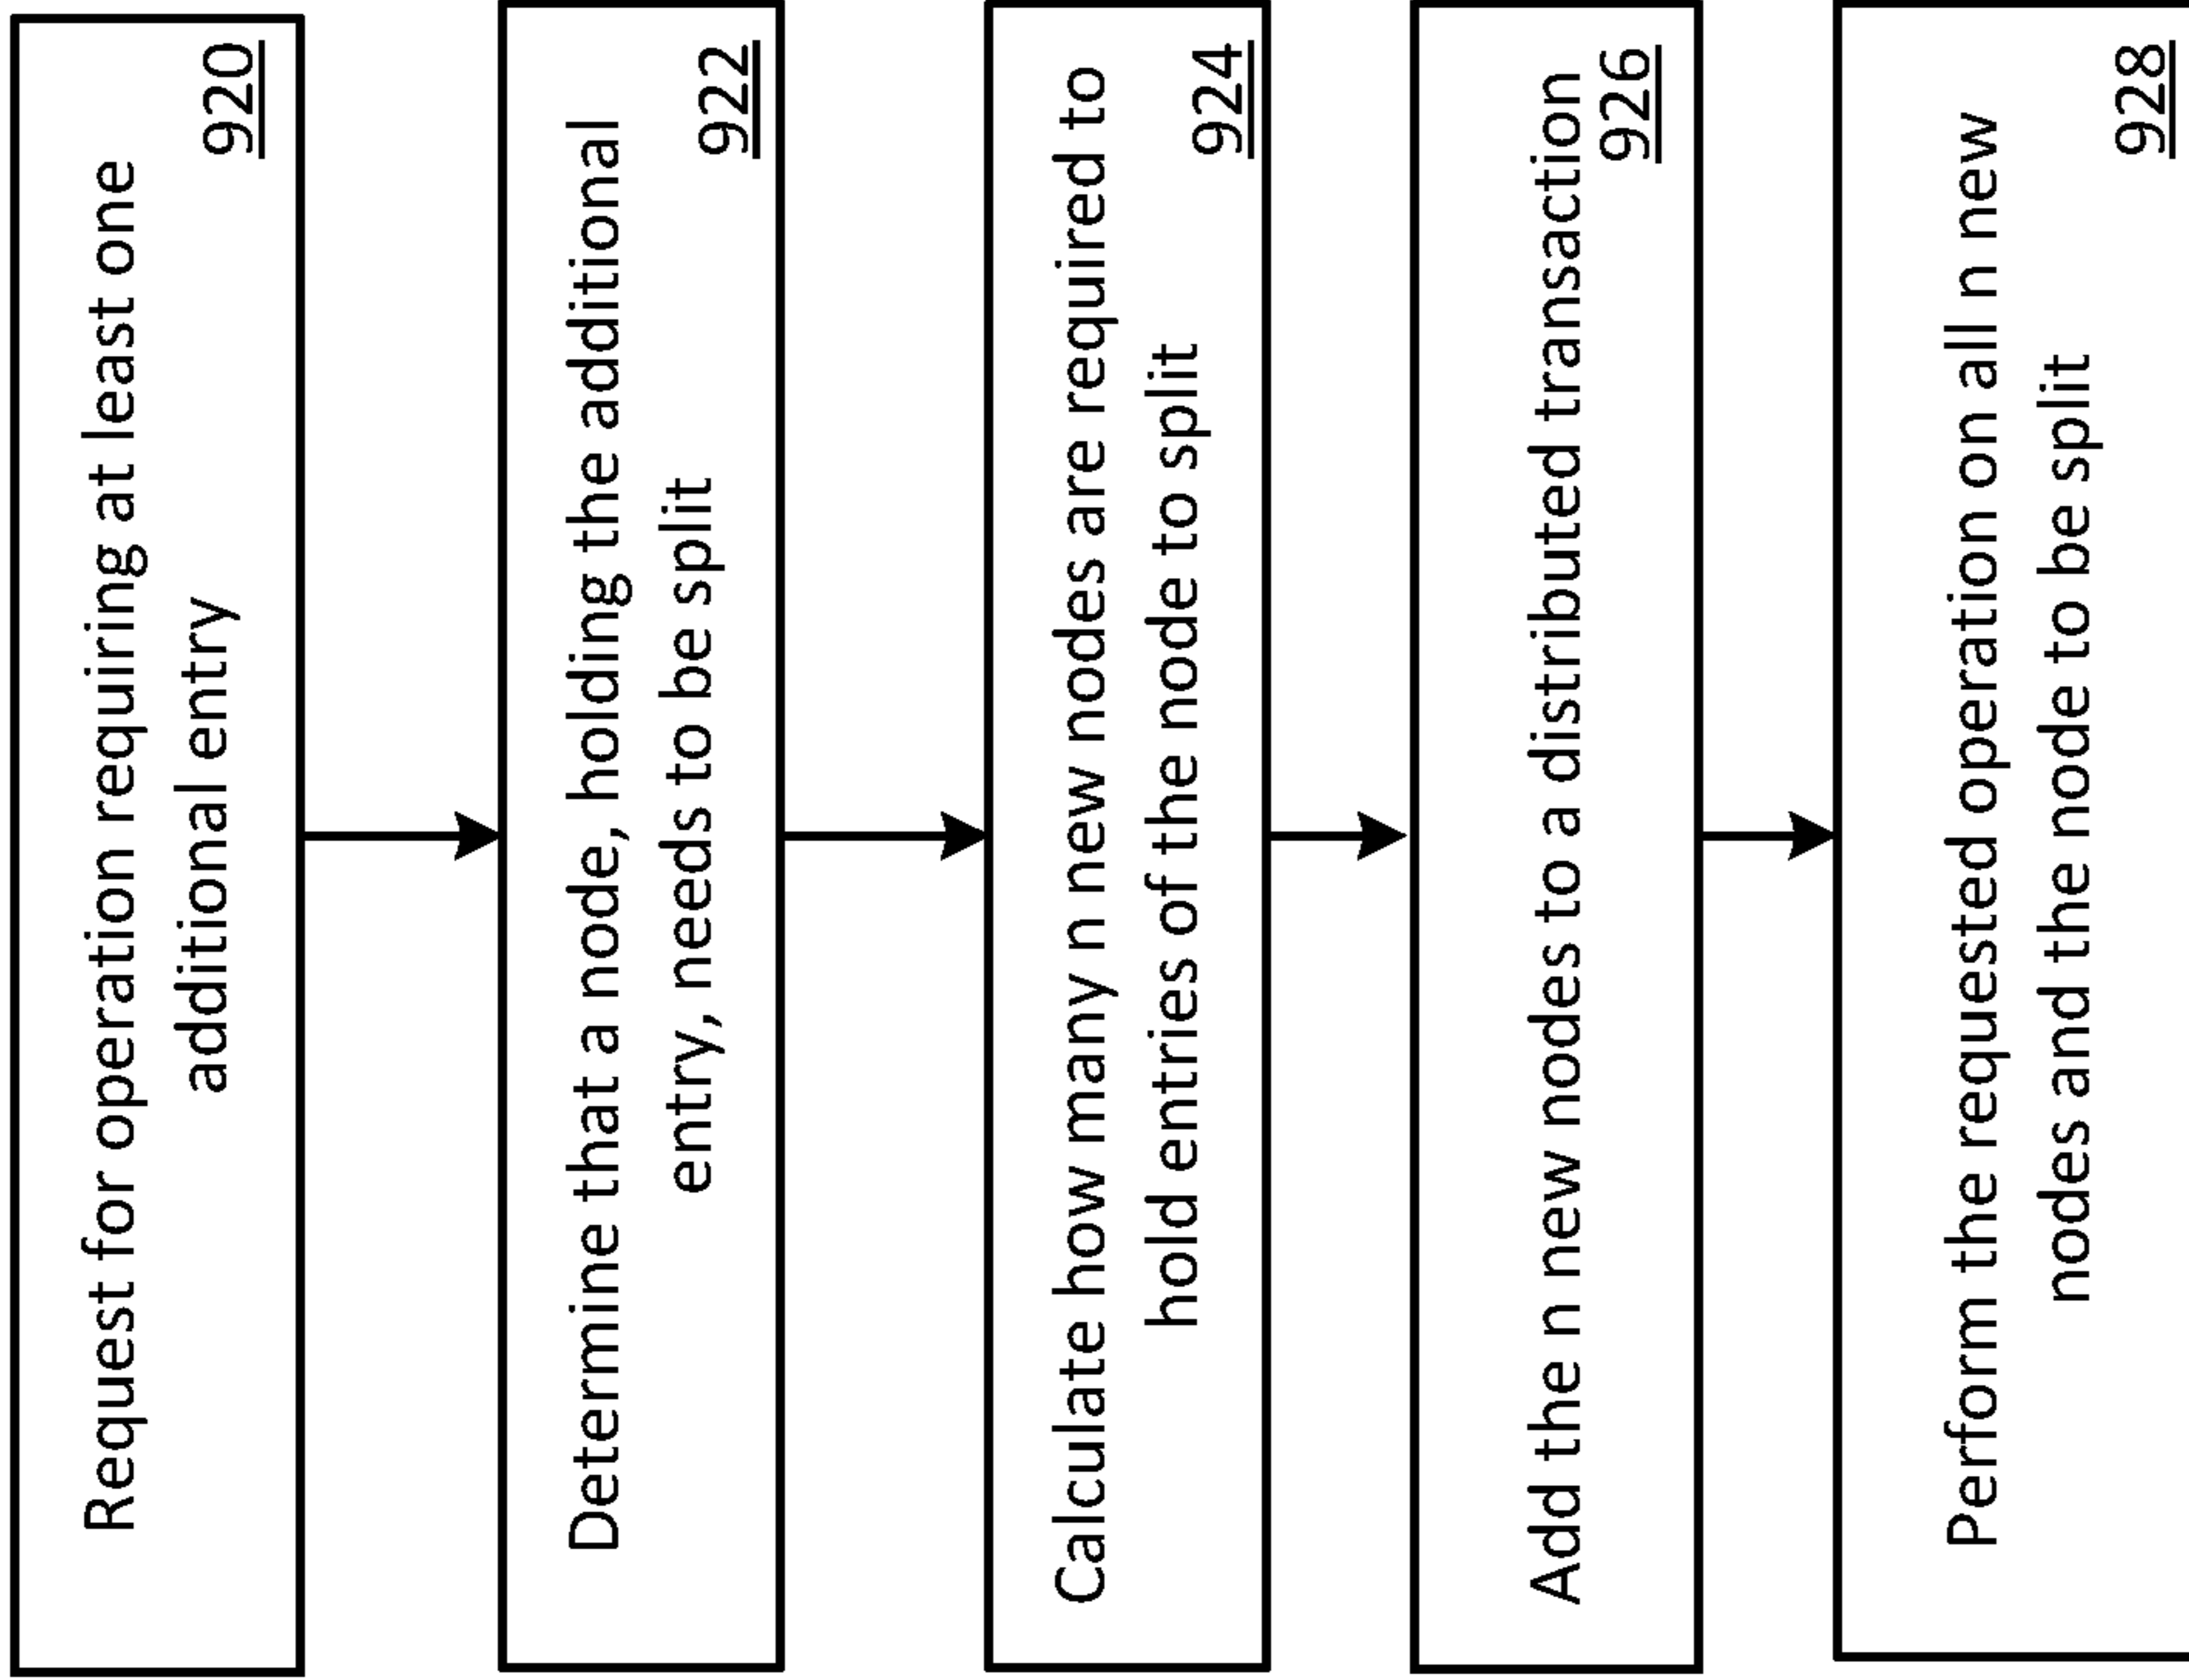 Request for operation requiring at least one
additional entry
920
Determine that a node, holding the additional
entry, needs to be split
922
Calculate how many n new nodes are required to
hold entries of the node to split
924
Add the n new nodes to a distributed transaction
926
Perform the requested operation on all n new
nodes and the node to be split
928